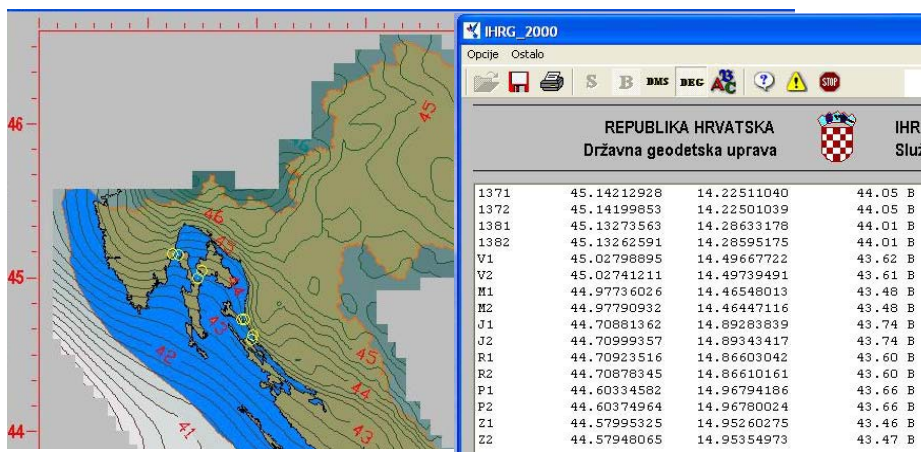 46
45
44
45
46
45
44
43
42
41
45
44
43
IHRG_2000
Opcije Ostalo
S B DMS DEG ABC ? ! STOP
REPUBLIKA HRVATSKA
Državna geodetska uprava
IHR
Služ
1371 45.14212928 14.22511040 44.05 B
1372 45.14199853 14.22501039 44.05 B
1381 45.13273563 14.28633178 44.01 B
1382 45.13262591 14.28595175 44.01 B
V1 45.02798895 14.49667722 43.62 B
V2 45.02741211 14.49739491 43.61 B
M1 44.97736026 14.46548013 43.48 B
M2 44.97790932 14.46447116 43.48 B
J1 44.70881362 14.89283839 43.74 B
J2 44.70999357 14.89343417 43.74 B
R1 44.70923516 14.86603042 43.60 B
R2 44.70878345 14.86610161 43.60 B
P1 44.60334582 14.96794186 43.66 B
P2 44.60374964 14.96780024 43.66 B
Z1 44.57995325 14.95260275 43.46 B
Z2 44.57948065 14.95354973 43.47 B